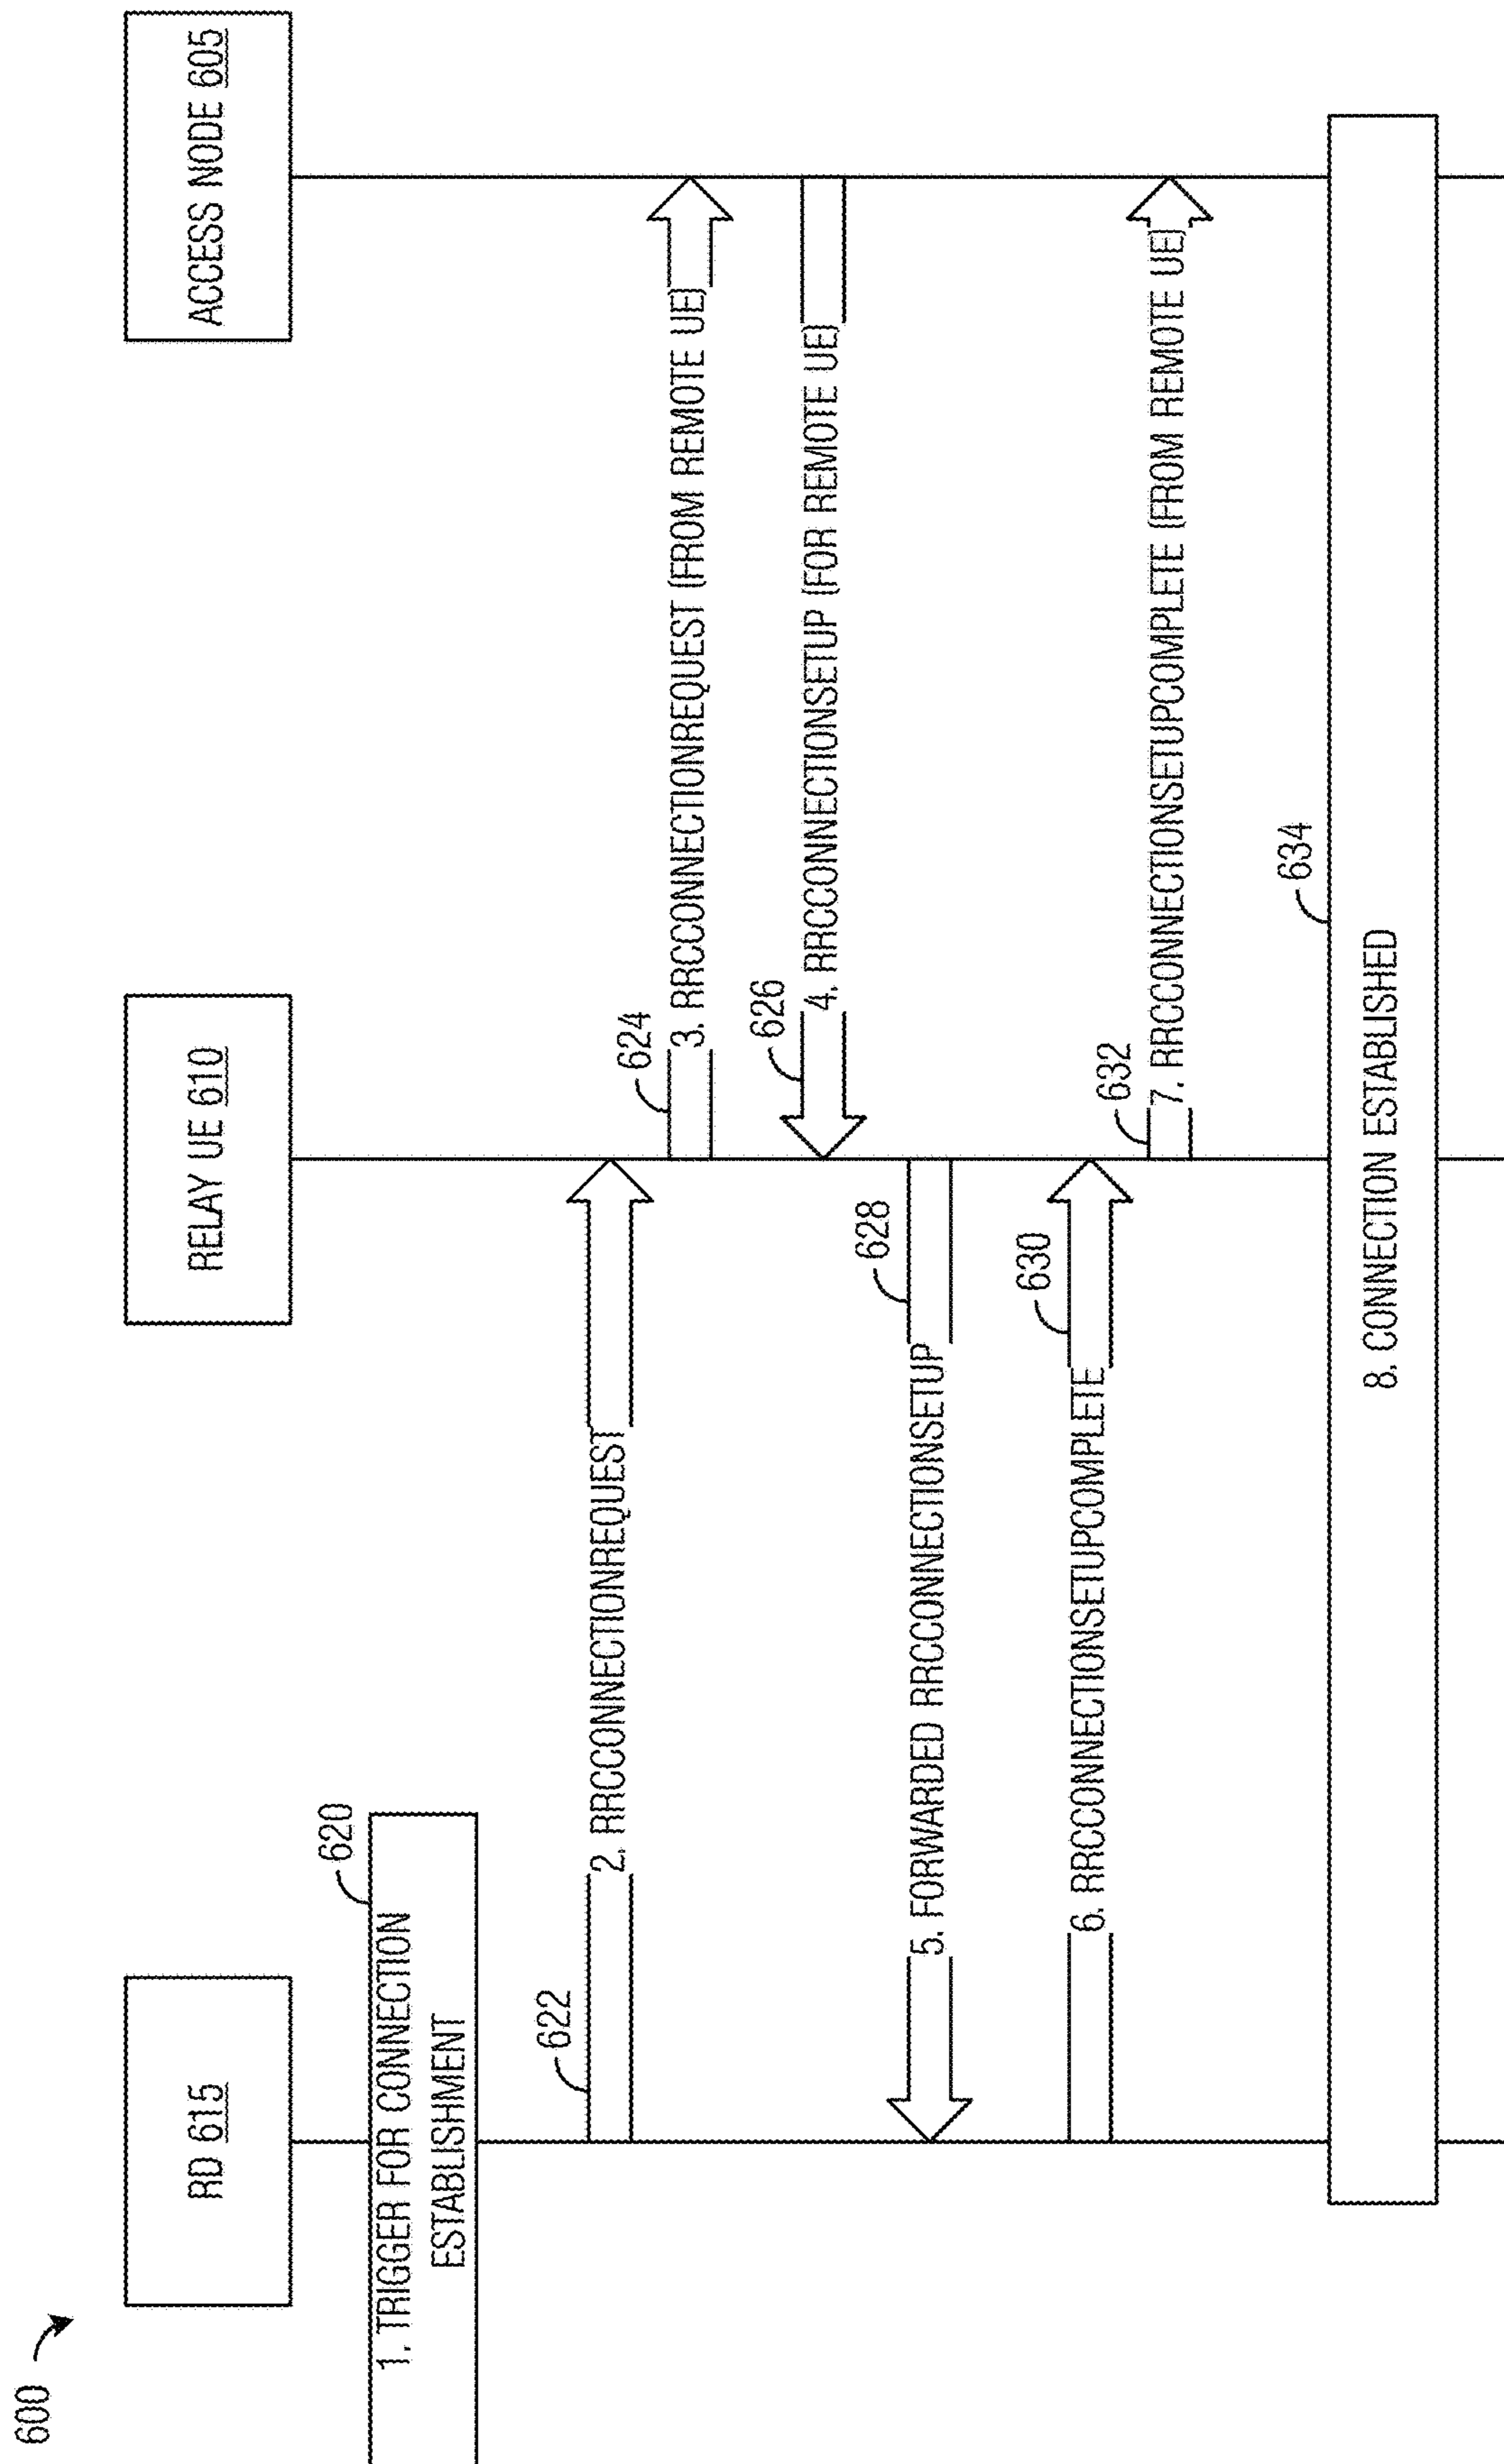 600
RD 615
RELAY UE 610
ACCESS NODE 605
620
1. TRIGGER FOR CONNECTION
ESTABLISHMENT
622
2. RRCCONNECTIONREQUEST
624
3. RRCCONNECTIONREQUEST (FROM REMOTE UE)
626
4. RRCCONNECTIONSETUP (FOR REMOTE UE)
628
5. FORWARDED RRCCONNECTIONSETUP
630
6. RRCCONNECTIONSETUPCOMPLETE
632
7. RRCCONNECTIONSETUPCOMPLETE (FROM REMOTE UE)
634
8. CONNECTION ESTABLISHED